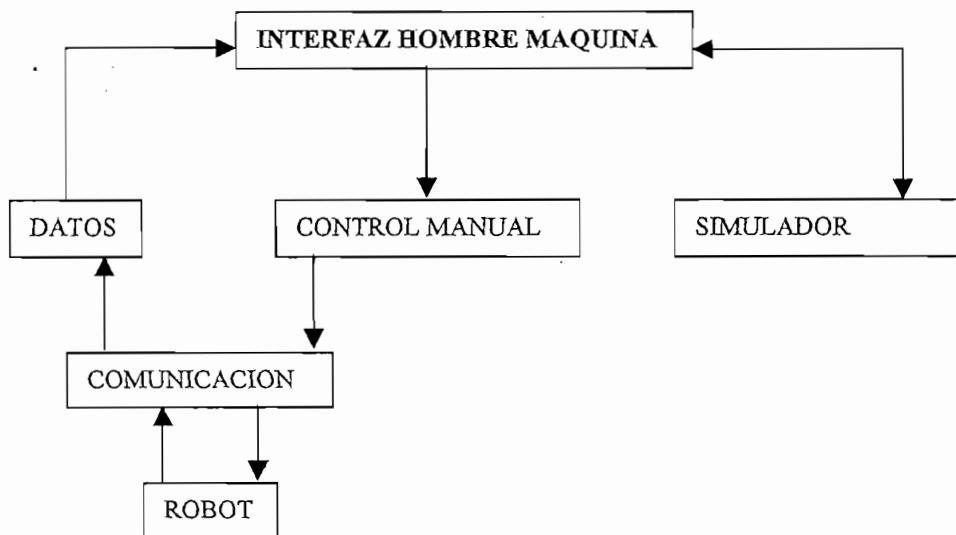 INTERFAZ HOMBRE MAQUINA
DATOS
CONTROL MANUAL
SIMULADOR
COMUNICACION
ROBOT